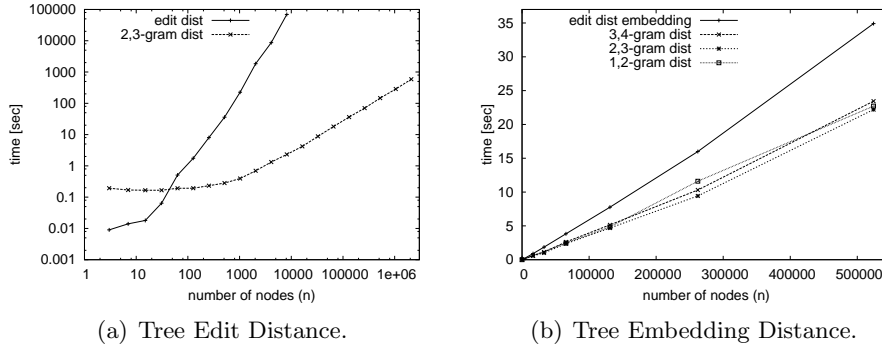 edit dist
2,3-gram dist
time [sec]
100000
10000
1000
100
10
1
0.1
0.01
0.001
1
10
100
1000
10000
100000
1e+06
number of nodes (n)
(a) Tree Edit Distance.
edit dist embedding
3,4-gram dist
2,3-gram dist
1,2-gram dist
time [sec]
35
30
25
20
15
10
5
0
0
100000
200000
300000
400000
500000
number of nodes (n)
(b) Tree Embedding Distance.